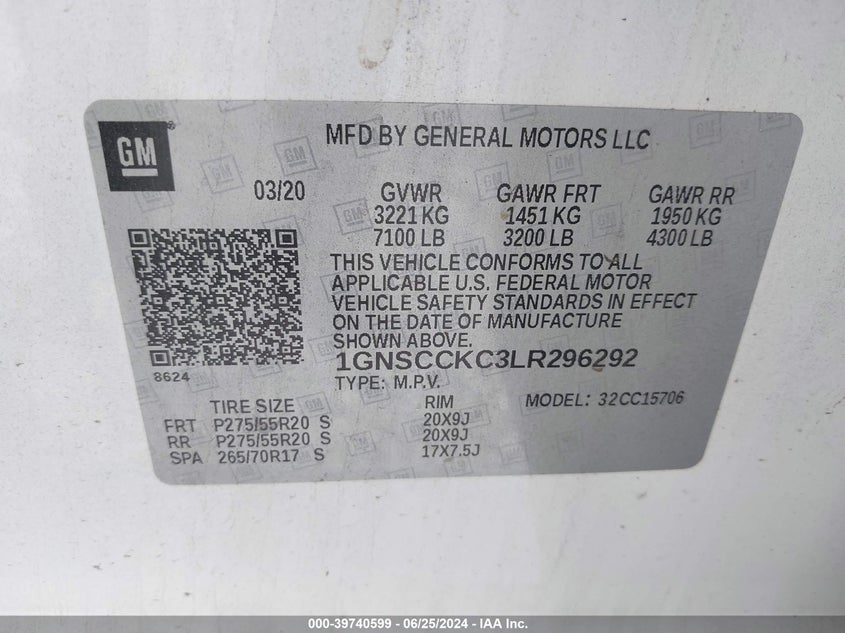 GM
MFD BY GENERAL MOTORS LLC
03/20 GVWR GAWR FRT GAWR RR
3221 KG 1451 KG 1950 KG
7100 LB 3200 LB 4300 LB
THIS VEHICLE CONFORMS TO ALL
APPLICABLE U.S. FEDERAL MOTOR
VEHICLE SAFETY STANDARDS IN EFFECT
ON THE DATE OF MANUFACTURE
SHOWN ABOVE.
1GNSCCKC3LR296292
8624
TYPE: M.P.V. MODEL: 32CC15706
TIRE SIZE RIM
FRT P275/55R20 S 20X9J
RR P275/55R20 S 20X9J
SPA 265/70R17 S 17X7.5J
000-39740599 - 06/25/2024 - IAA Inc.